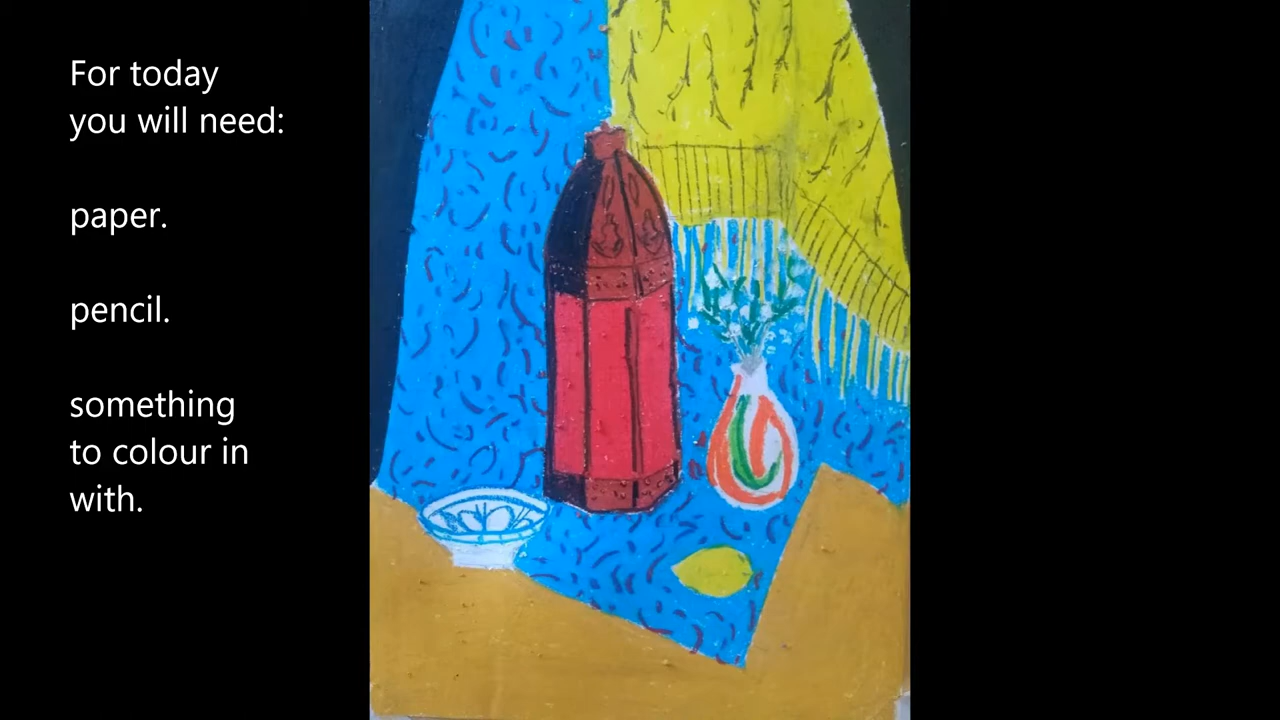 For today
you will need:
paper.
pencil.
something
to colour in
with.